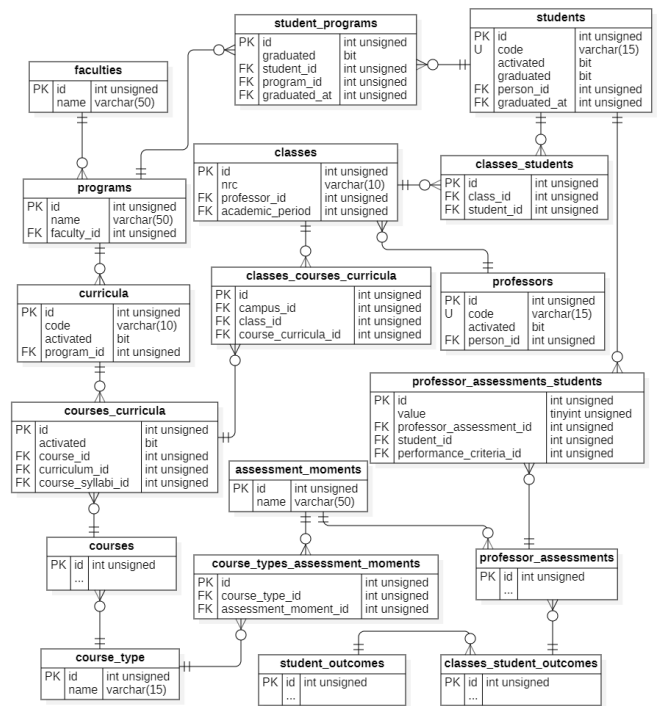 student_programs
PK id int unsigned
graduated bit
FK student_id int unsigned
FK program_id int unsigned
FK graduated_at int unsigned
students
PK id int unsigned
U code varchar(15)
activated bit
graduated bit
FK person_id int unsigned
FK graduated_at int unsigned
faculties
PK id int unsigned
name varchar(50)
classes
PK id int unsigned
nrc varchar(10)
FK professor_id int unsigned
FK academic_period int unsigned
classes_students
PK id int unsigned
FK class_id int unsigned
FK student_id int unsigned
programs
PK id int unsigned
name varchar(50)
FK faculty_id int unsigned
classes_courses_curricula
PK id int unsigned
FK campus_id int unsigned
FK class_id int unsigned
FK course_curricula_id int unsigned
professors
PK id int unsigned
U code varchar(15)
activated bit
FK person_id int unsigned
curricula
PK id int unsigned
code varchar(10)
activated bit
FK program_id int unsigned
professor_assessments_students
PK id int unsigned
value tinyint unsigned
FK professor_assessment_id int unsigned
FK student_id int unsigned
FK performance_criteria_id int unsigned
courses_curricula
PK id int unsigned
activated bit
FK course_id int unsigned
FK curriculum_id int unsigned
FK course_syllabi_id int unsigned
assessment_moments
PK id int unsigned
name varchar(50)
courses
PK id int unsigned
...
course_types_assessment_moments
PK id int unsigned
FK course_type_id int unsigned
FK assessment_moment_id int unsigned
professor_assessments
PK id int unsigned
...
course_type
PK id int unsigned
name varchar(15)
student_outcomes
PK id int unsigned
...
classes_student_outcomes
PK id int unsigned
...